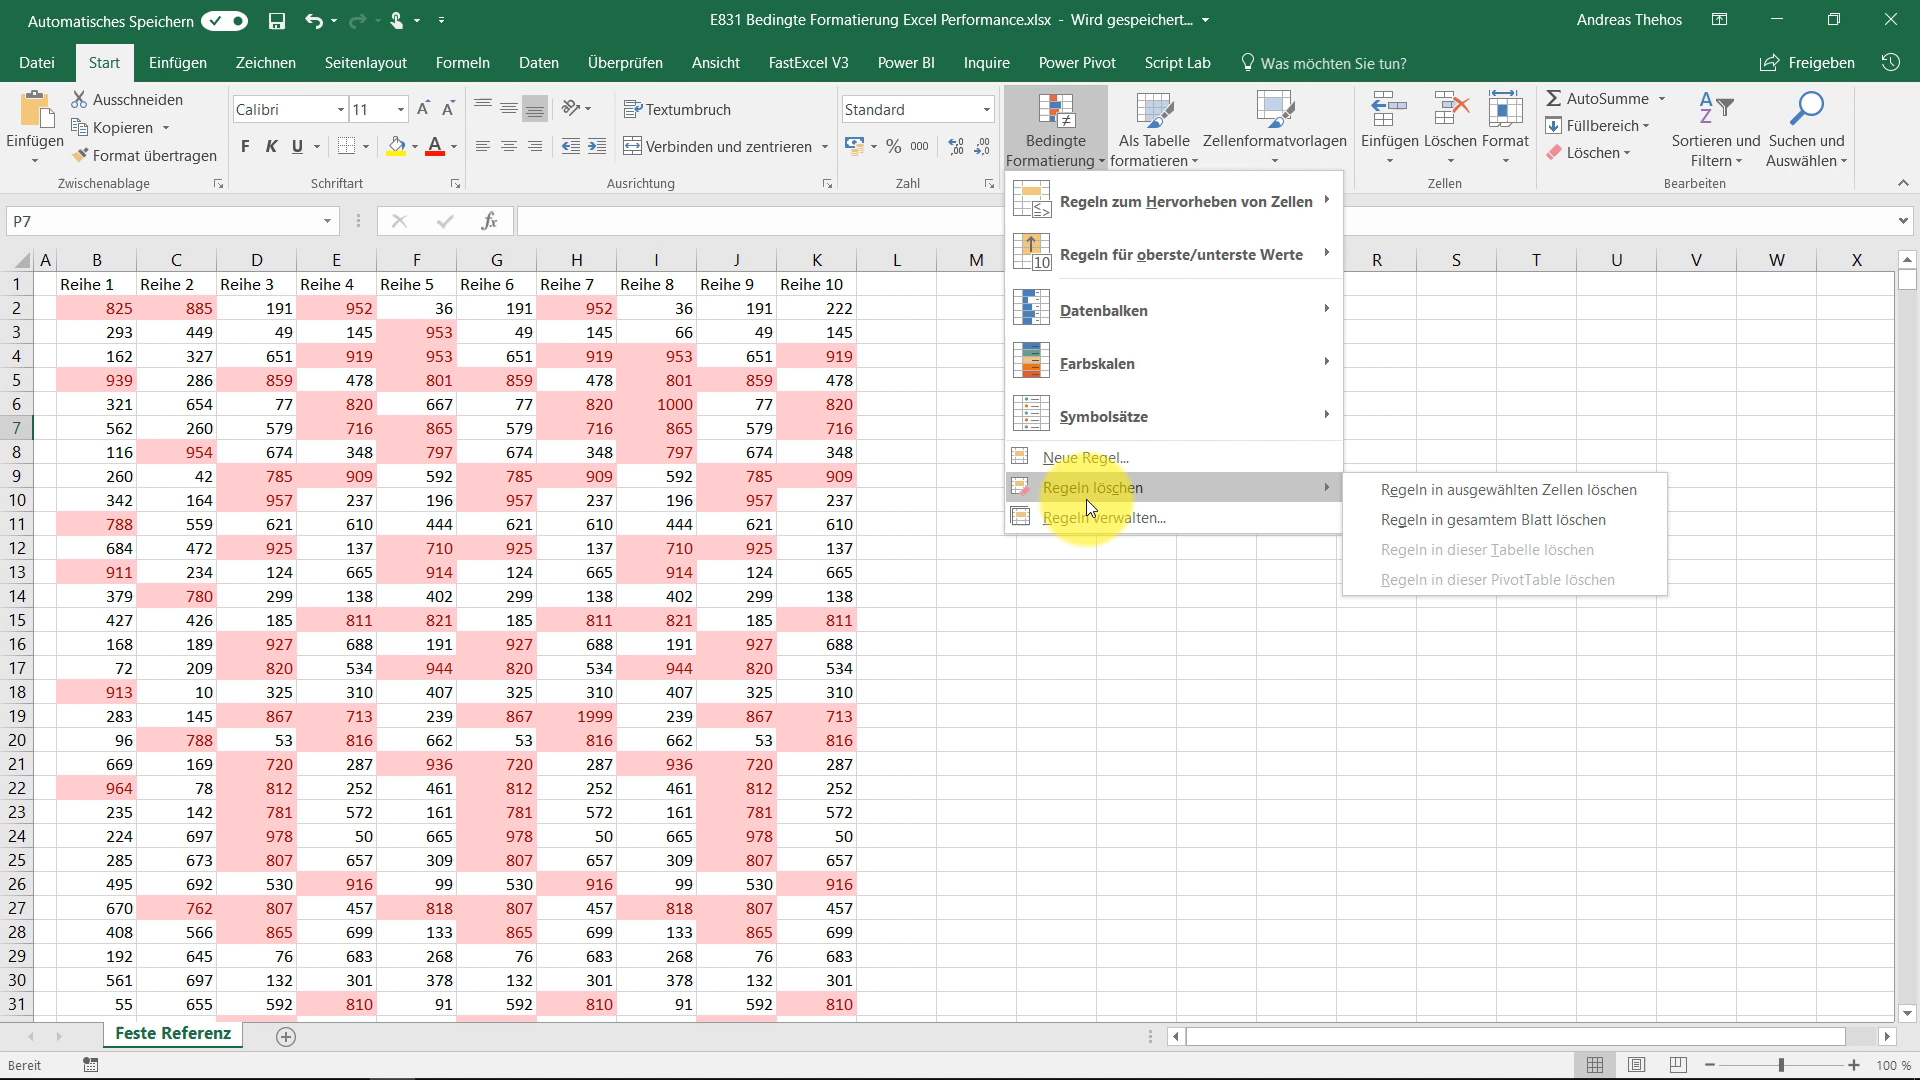 Automatisches Speichern
E831 Bedingte Formatierung Excel Performance.xlsx - Wird gespeichert...
Andreas Thehos
Datei Start Einfügen Zeichnen Seitenlayout Formeln Daten Überprüfen Ansicht FastExcel V3 Power BI Inquire Power Pivot Script Lab Was möchten Sie tun? Freigeben
Einfügen
Ausschneiden
Kopieren
Format übertragen
Zwischenablage
Calibri 11
F K U
Schriftart
Textumbruch
Verbinden und zentrieren
Ausrichtung
Standard
% 000
Zahl
Bedingte
Formatierung
Als Tabelle
formatieren
Zellenformatvorlagen
Einfügen Löschen Format
Zellen
AutoSumme
Füllbereich
Löschen
Sortieren und
Filtern
Suchen und
Auswählen
Bearbeiten
P7
fx
Regeln zum Hervorheben von Zellen
Regeln für oberste/unterste Werte
Datenbalken
Farbskalen
Symbolsätze
Neue Regel...
Regeln löschen
Regeln verwalten...
Regeln in ausgewählten Zellen löschen
Regeln in gesamtem Blatt löschen
Regeln in dieser Tabelle löschen
Regeln in dieser PivotTable löschen
A B C D E F G H I J K L M R S T U V W X
1 Reihe 1 Reihe 2 Reihe 3 Reihe 4 Reihe 5 Reihe 6 Reihe 7 Reihe 8 Reihe 9 Reihe 10
2 825 885 191 952 36 191 952 36 191 222
3 293 449 49 145 953 49 145 66 49 145
4 162 327 651 919 953 651 919 953 651 919
5 939 286 859 478 801 859 478 801 859 478
6 321 654 77 820 667 77 820 1000 77 820
7 562 260 579 716 865 579 716 865 579 716
8 116 954 674 348 797 674 348 797 674 348
9 260 42 785 909 592 785 909 592 785 909
10 342 164 957 237 196 957 237 196 957 237
11 788 559 621 610 444 621 610 444 621 610
12 684 472 925 137 710 925 137 710 925 137
13 911 234 124 665 914 124 665 914 124 665
14 379 780 299 138 402 299 138 402 299 138
15 427 426 185 811 821 185 811 821 185 811
16 168 189 927 688 191 927 688 191 927 688
17 72 209 820 534 944 820 534 944 820 534
18 913 10 325 310 407 325 310 407 325 310
19 283 145 867 713 239 867 1999 239 867 713
20 96 788 53 816 662 53 816 662 53 816
21 669 169 720 287 936 720 287 936 720 287
22 964 78 812 252 461 812 252 461 812 252
23 235 142 781 572 161 781 572 161 781 572
24 224 697 978 50 665 978 50 665 978 50
25 285 673 807 657 309 807 657 309 807 657
26 495 692 530 916 99 530 916 99 530 916
27 670 762 807 457 818 807 457 818 807 457
28 408 566 865 699 133 865 699 133 865 699
29 192 645 76 683 268 76 683 268 76 683
30 561 697 132 301 378 132 301 378 132 301
31 55 655 592 810 91 592 810 91 592 810
Feste Referenz
Bereit
100 %